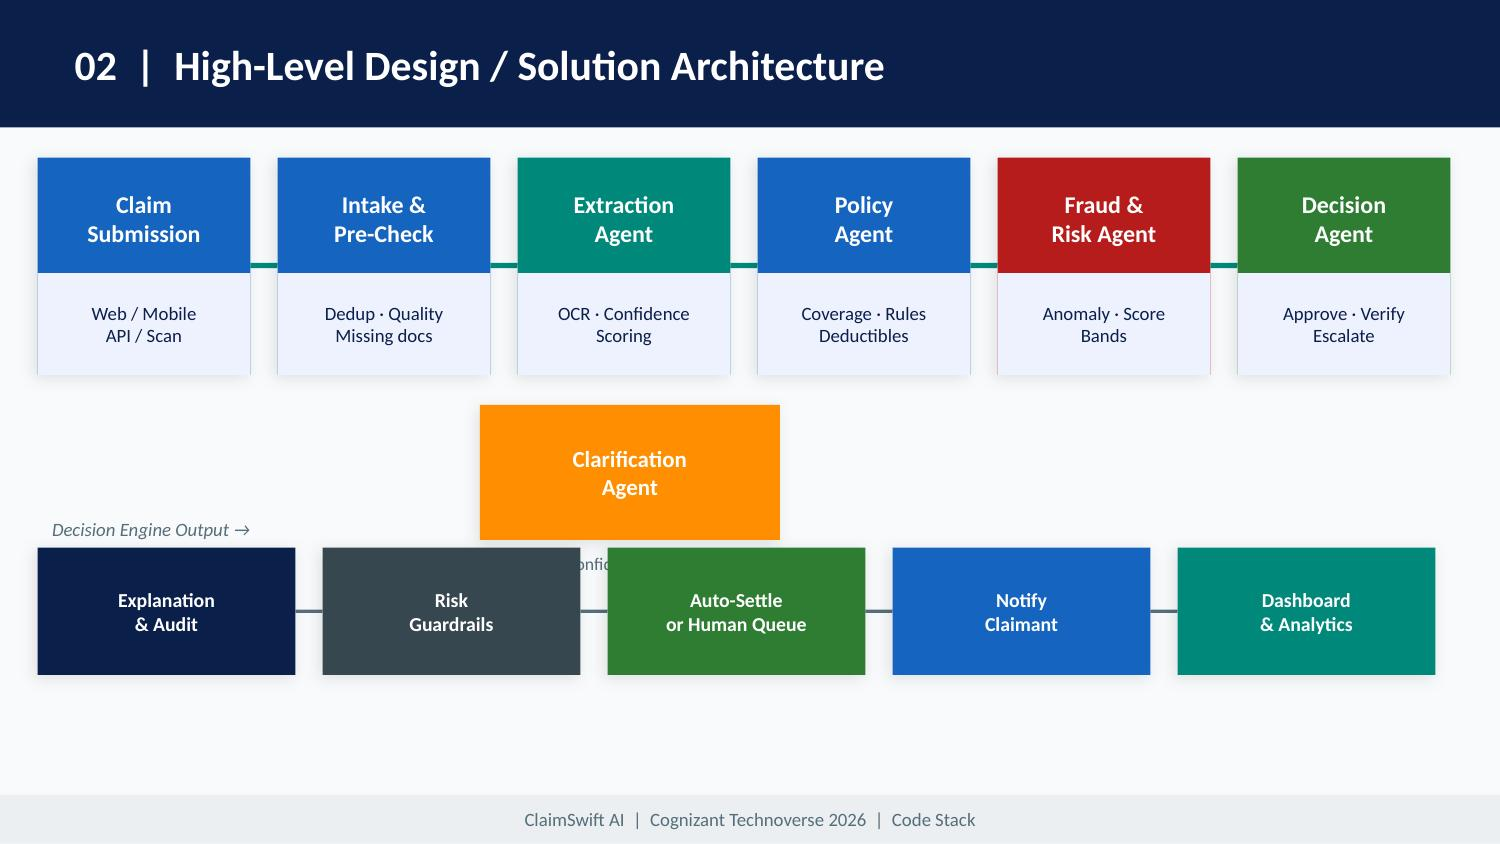 02 | High-Level Design / Solution Architecture
Claim
Submission
Web / Mobile
API / Scan
Intake &
Pre-Check
Dedup · Quality
Missing docs
Extraction
Agent
OCR · Confidence
Scoring
Policy
Agent
Coverage · Rules
Deductibles
Fraud &
Risk Agent
Anomaly · Score
Bands
Decision
Agent
Approve · Verify
Escalate
Clarification
Agent
Decision Engine Output →
Explanation
& Audit
Risk
Guardrails
Auto-Settle
or Human Queue
Notify
Claimant
Dashboard
& Analytics
ClaimSwift AI | Cognizant Technoverse 2026 | Code Stack